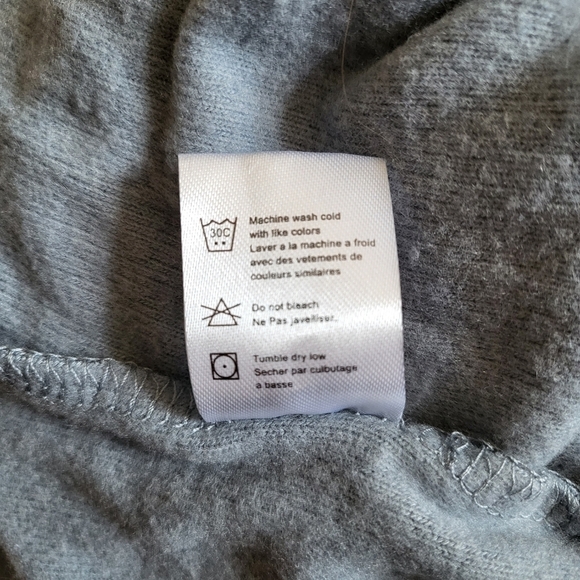 30C
Machine wash cold
with like colors
Laver a la machine a froid
avec des vetements de
couleurs similaires
Do not bleach
Ne Pas javelliser.
Tumble dry low
Secher par culbutage
a basse